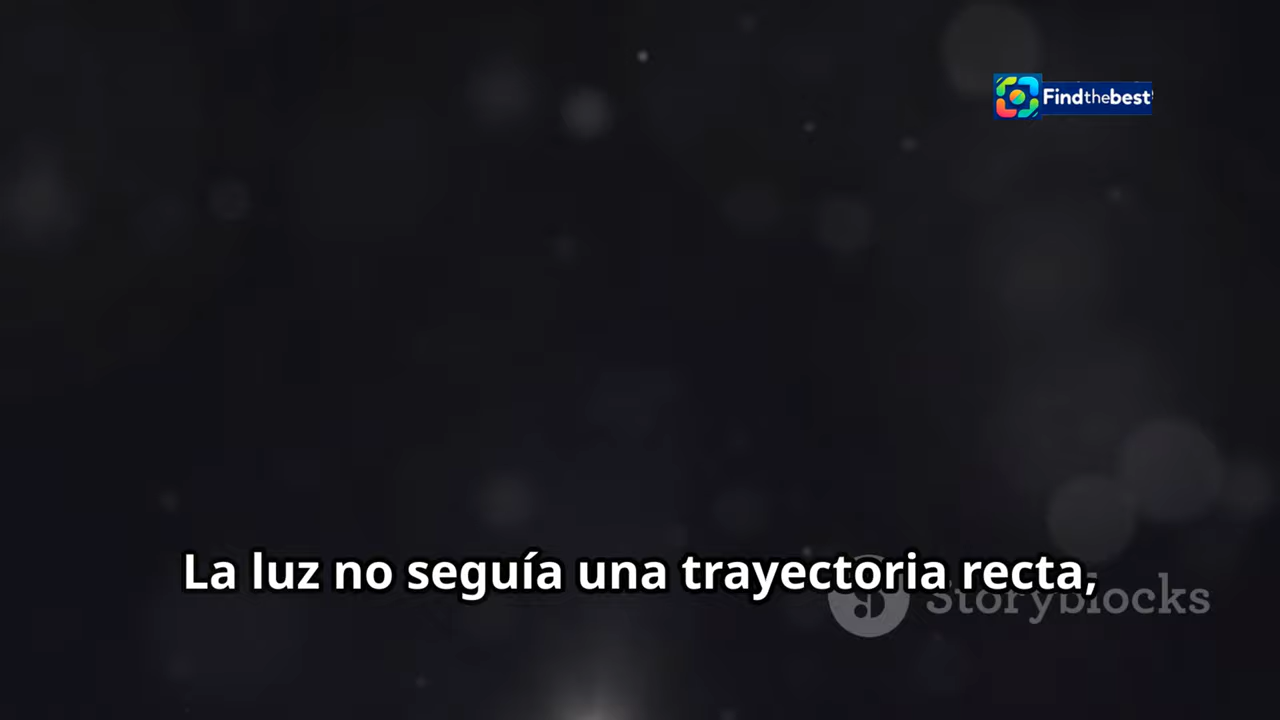 Findthebest
La luz no seguía una trayectoria recta,
Storyblocks